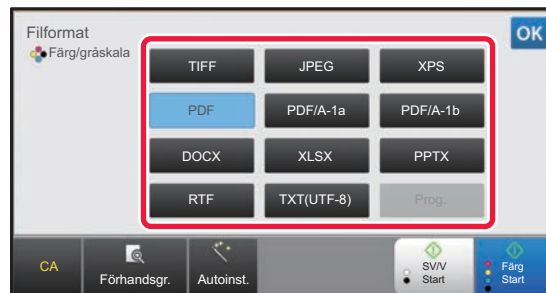 Filformat
OK
Färg/gråskala
TIFF
JPEG
XPS
PDF
PDF/A-1a
PDF/A-1b
DOCX
XLSX
PPTX
RTF
TXT(UTF-8)
Prog.
CA
Förhandsgr.
Autoinst.
SV/V
Start
Färg
Start